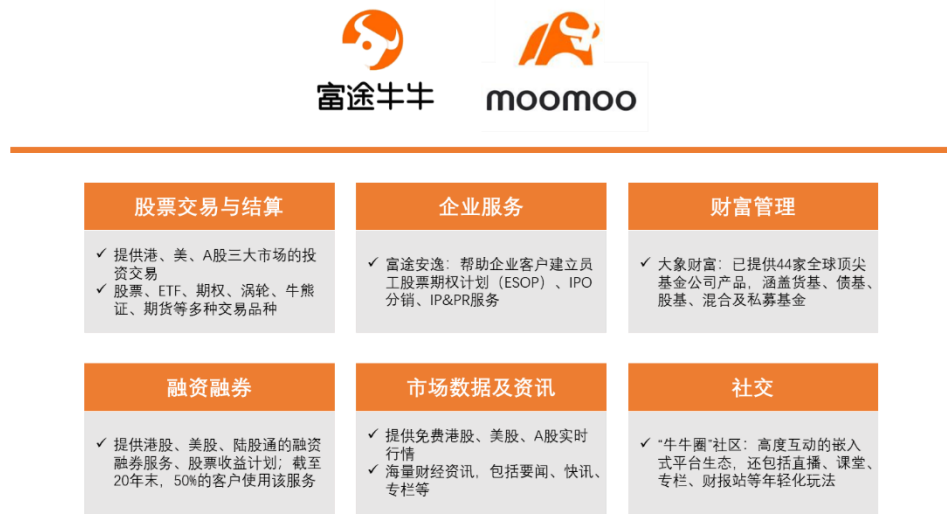 富途牛牛
moomoo
股票交易与结算
✓ 提供港、美、A股三大市场的投
资交易
✓ 股票、ETF、期权、涡轮、牛熊
证、期货等多种交易品种
企业服务
✓ 富途安逸：帮助企业客户建立员
工股票期权计划（ESOP）、IPO
分销、IP&PR服务
财富管理
✓ 大象财富：已提供44家全球顶尖
基金公司产品，涵盖货基、债基、
股基、混合及私募基金
融资融券
✓ 提供港股、美股、陆股通的融资
融券服务、股票收益计划；截至
20年末，50%的客户使用该服务
市场数据及资讯
✓ 提供免费港股、美股、A股实时
行情
✓ 海量财经资讯，包括要闻、快讯、
专栏等
社交
✓ “牛牛圈”社区：高度互动的嵌入
式平台生态，还包括直播、课堂、
专栏、财报站等年轻化玩法